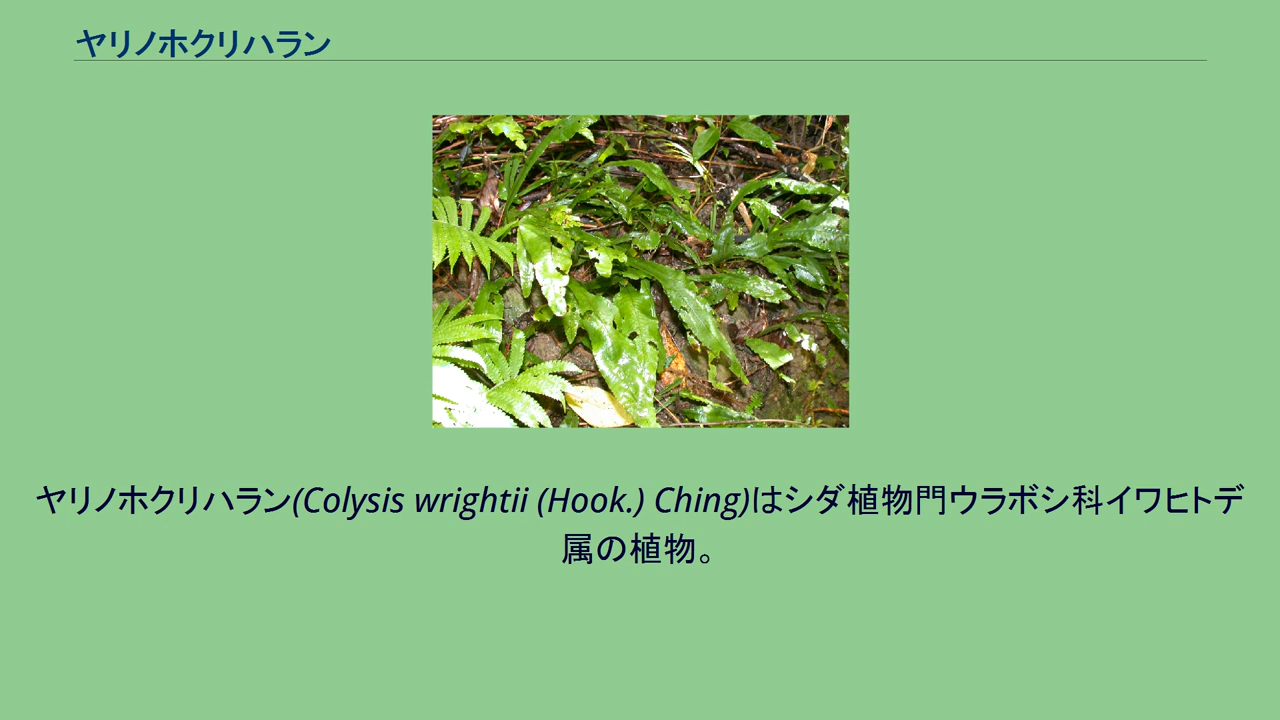 ヤリノホクリハラン
ヤリノホクリハラン(Colysis wrightii (Hook.) Ching)はシダ植物門ウラボシ科イワヒトデ
属の植物。